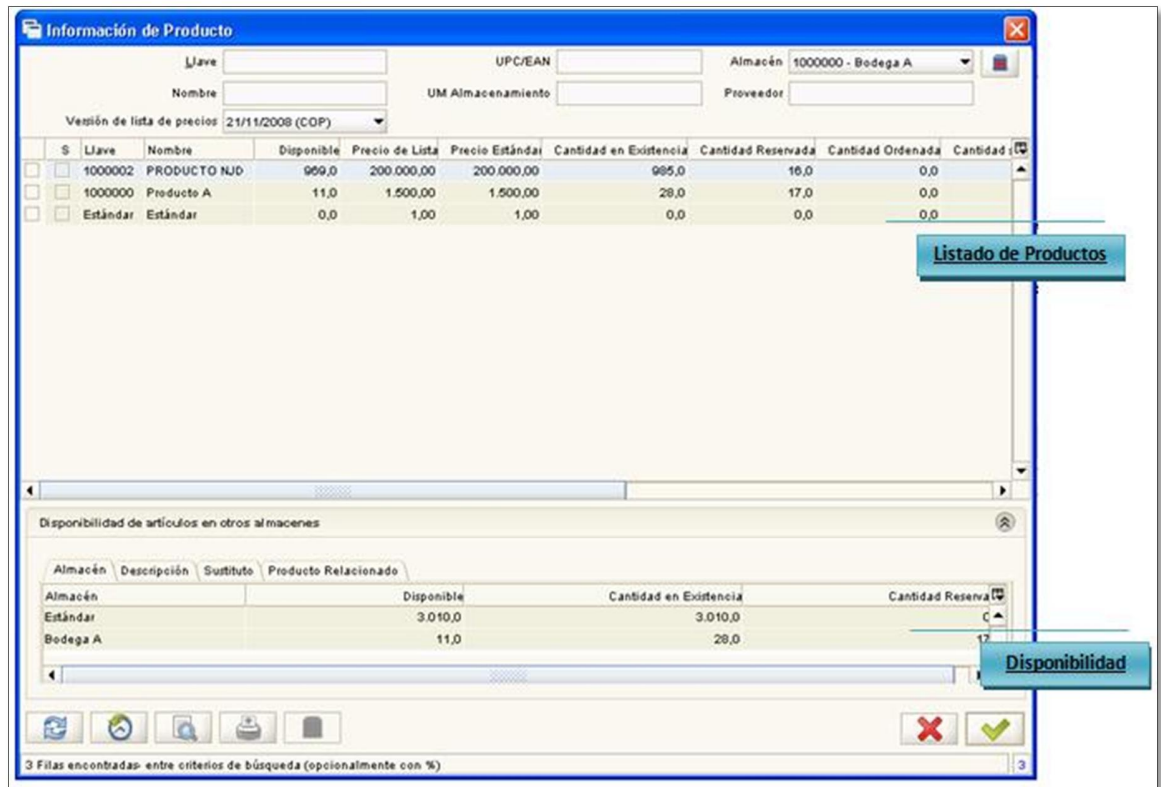 Información de Producto
Llave UPC/EAN Almacén 1000000 - Bodega A
Nombre UM Almacenamiento Proveedor
Versión de lista de precios 21/11/2008 (COP)
S Llave Nombre Disponible Precio de Lista Precio Estándar Cantidad en Existencia Cantidad Reservada Cantidad Ordenada Cantidad
1000002 PRODUCTO NJD 969,0 200.000,00 200.000,00 985,0 16,0 0,0
1000000 Producto A 11,0 1.500,00 1.500,00 28,0 17,0 0,0
Estándar Estándar 0,0 1,00 1,00 0,0 0,0 0,0
Listado de Productos
Disponibilidad de artículos en otros almacenes
Almacén Descripción Sustituto Producto Relacionado
Almacén Disponible Cantidad en Existencia Cantidad Reserva
Estándar 3.010,0 3.010,0
Bodega A 11,0 28,0 17
Disponibilidad
3 Filas encontradas- entre criterios de búsqueda (opcionalmente con %) 3